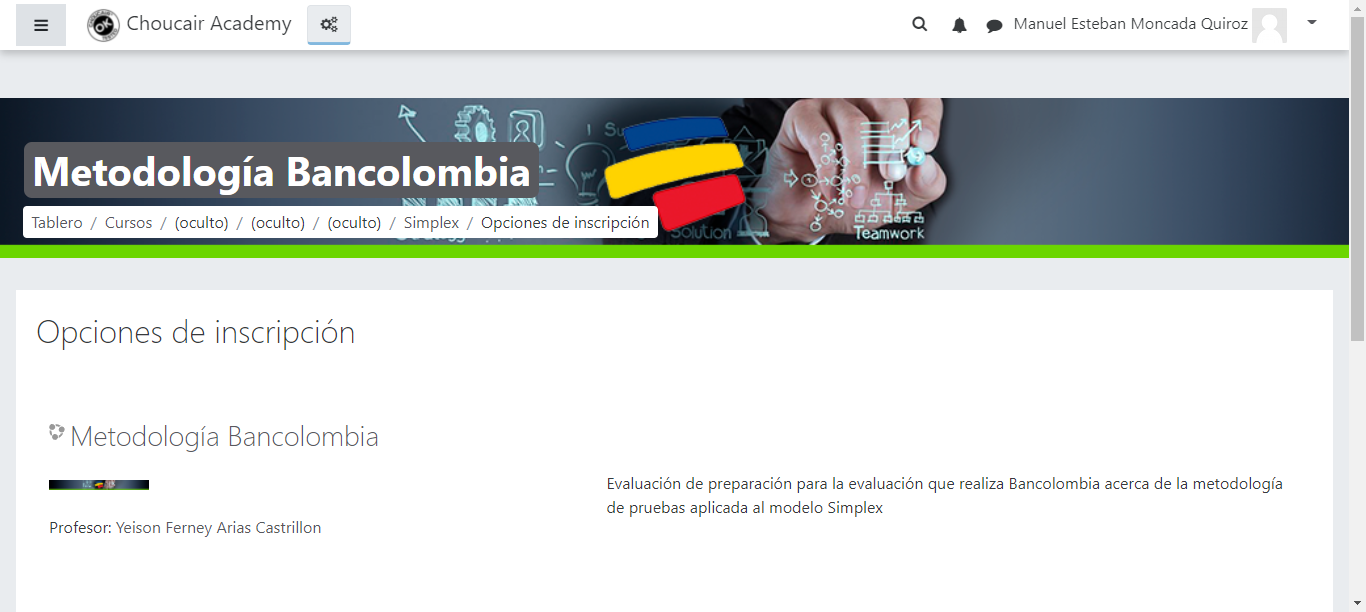 Choucair Academy
Manuel Esteban Moncada Quiroz
Metodología Bancolombia
Tablero / Cursos / (oculto) / (oculto) / (oculto) / Simplex / Opciones de inscripción
Solution
Teamwork
Opciones de inscripción
Metodología Bancolombia
Evaluación de preparación para la evaluación que realiza Bancolombia acerca de la metodología
de pruebas aplicada al modelo Simplex
Profesor: Yeison Ferney Arias Castrillon